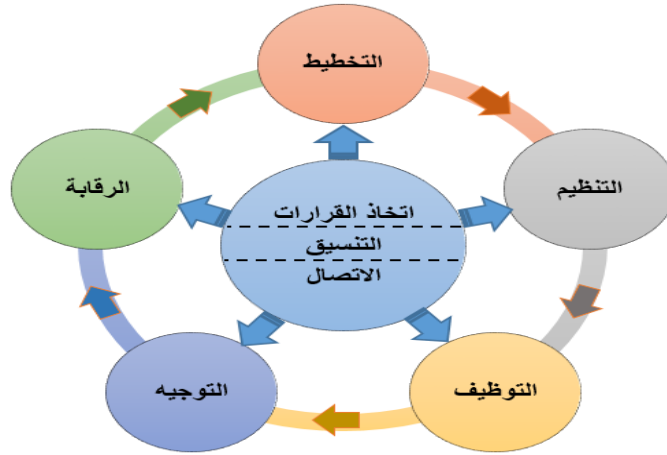 التخطيط
التنظيم
الرقابة
اتخاذ القرارات
التنسيق
الاتصال
التوظيف
التوجيه